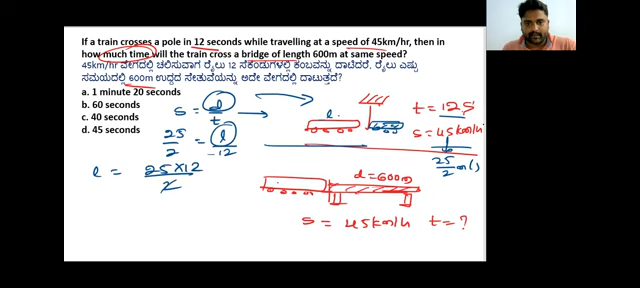 If a train crosses a pole in 12 seconds while travelling at a speed of 45km/hr, then in
how much time will the train cross a bridge of length 600m at same speed?
45km/hr ವೇಗದಲ್ಲಿ ಚಲಿಸುವಾಗ ರೈಲು 12 ಸೆಕೆಂಡುಗಳಲ್ಲಿ ಕಂಬವನ್ನು ದಾಟಿದರೆ, ರೈಲು ಎಷ್ಟು
ಸಮಯದಲ್ಲಿ 600m ಉದ್ದದ ಸೇತುವೆಯನ್ನು ಅದೇ ವೇಗದಲ್ಲಿ ದಾಟುತ್ತದೆ?
a. 1 minute 20 seconds
b. 60 seconds
c. 40 seconds
d. 45 seconds
s = d/t
25/2 = l/12
l = 25×12/2
l
t = 12s
s = 45km/h
25/2 m/s
d = 600m
s = 45km/h t = ?